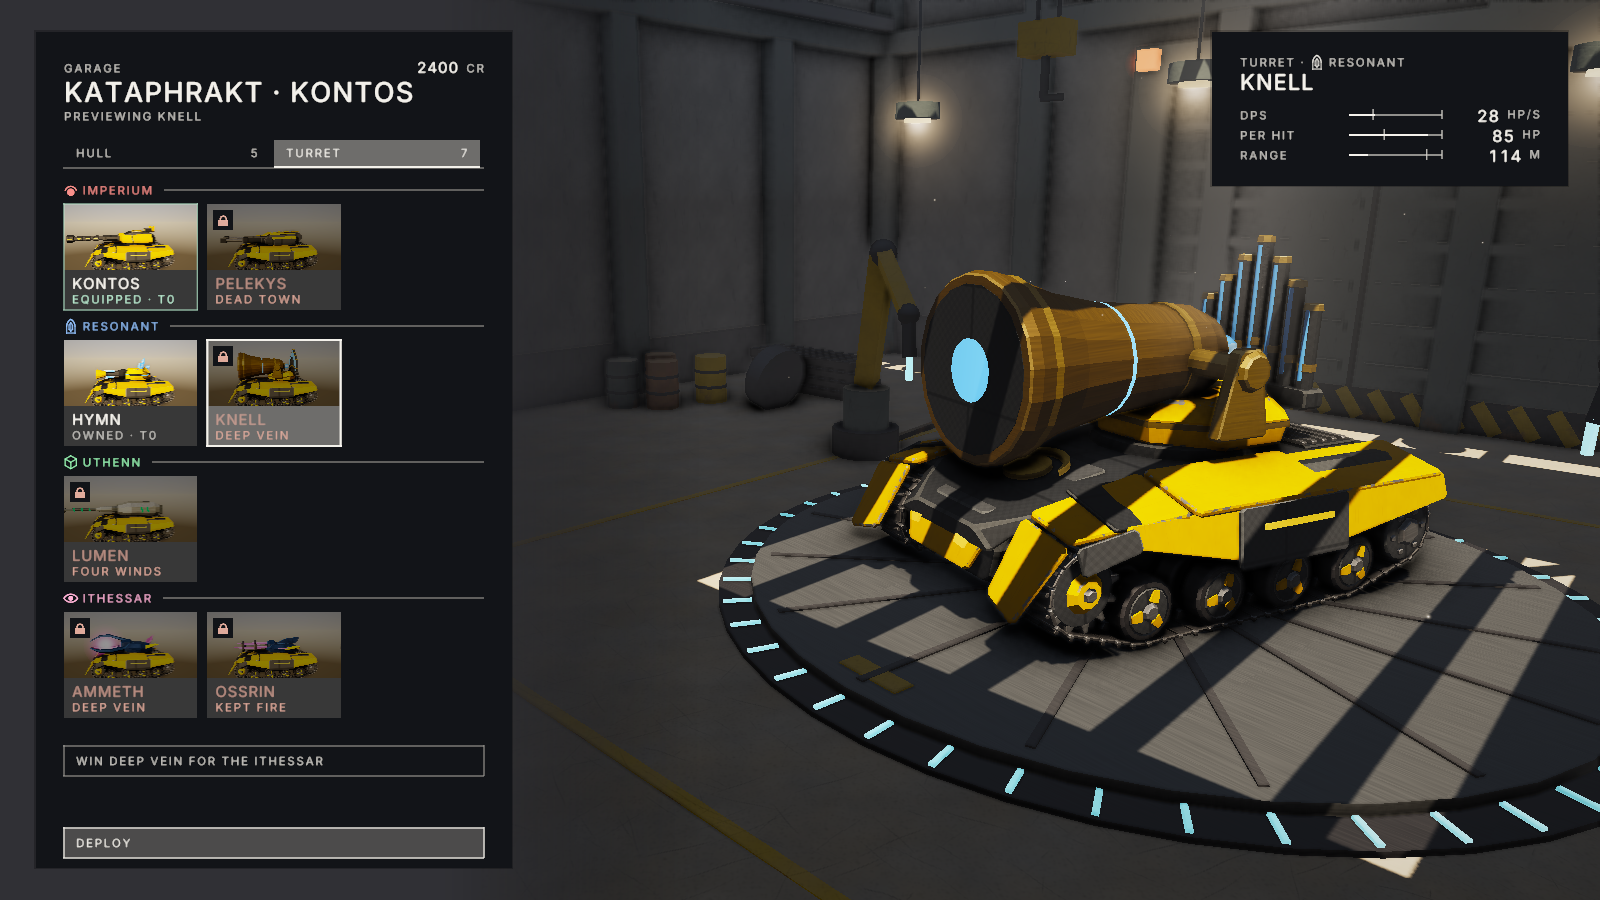 GARAGE 2400 CR
KATAPHRAKT · KONTOS
PREVIEWING KNELL
HULL 5 TURRET 7
IMPERIUM
KONTOS
EQUIPPED · T0
PELEKYS
DEAD TOWN
RESONANT
HYMN
OWNED · T0
KNELL
DEEP VEIN
UTHENN
LUMEN
FOUR WINDS
ITHESSAR
AMMETH
DEEP VEIN
OSSRIN
KEPT FIRE
WIN DEEP VEIN FOR THE ITHESSAR
DEPLOY
TURRET · RESONANT
KNELL
DPS 28 HP/S
PER HIT 85 HP
RANGE 114 M